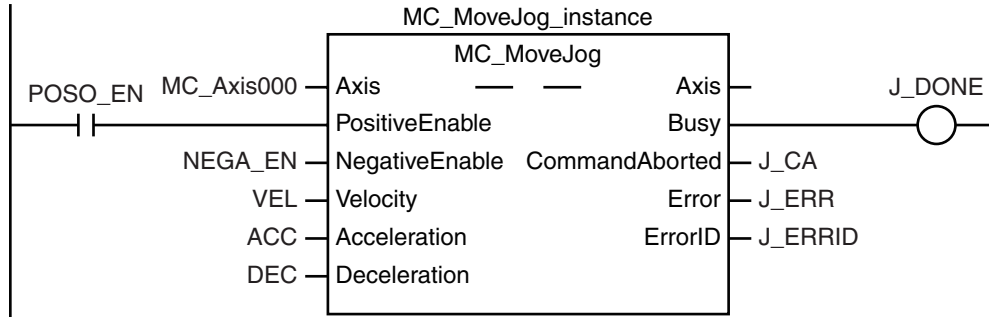 MC_MoveJog_instance
MC_MoveJog
POSO_EN MC_Axis000 Axis Axis J_DONE
PositiveEnable Busy
NEGA_EN NegativeEnable CommandAborted J_CA
VEL Velocity Error J_ERR
ACC Acceleration ErrorID J_ERRID
DEC Deceleration